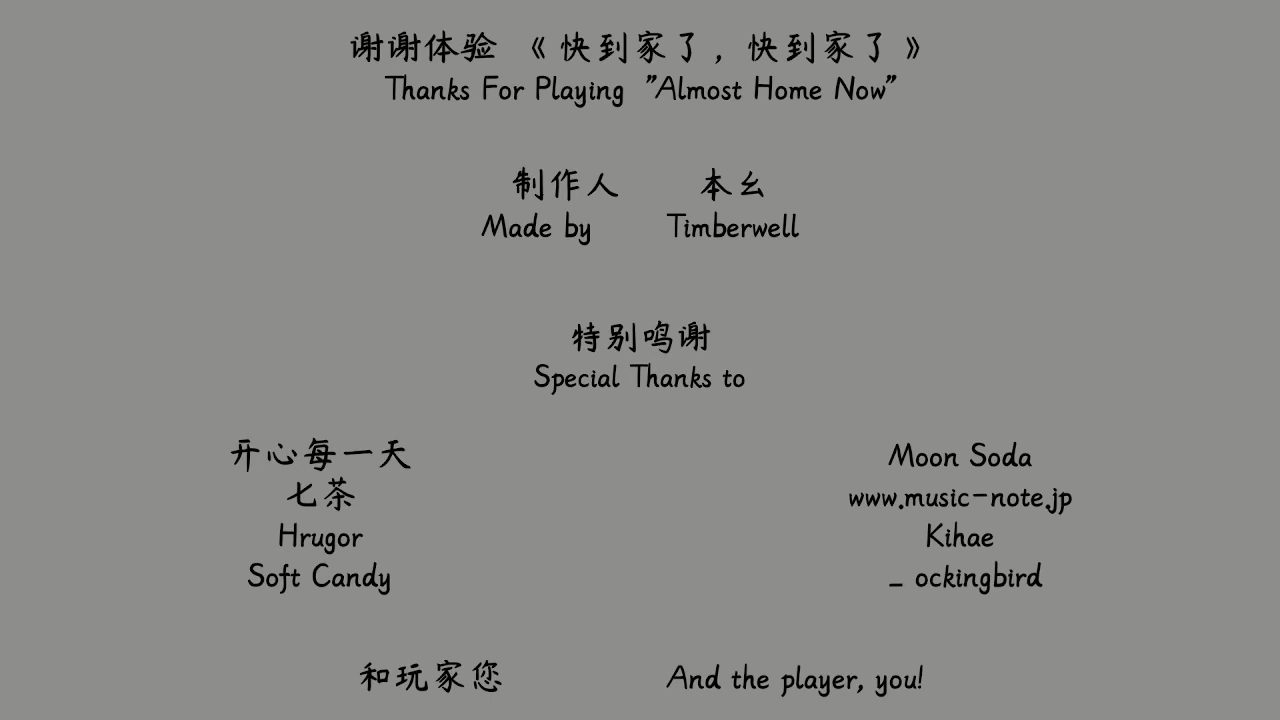 谢谢体验 《快到家了，快到家了》
Thanks For Playing "Almost Home Now"
制作人 本幺
Made by Timberwell
特别鸣谢
Special Thanks to
开心每一天 Moon Soda
七茶 www.music-note.jp
Hrugor Kihae
Soft Candy _ ockingbird
和玩家您 And the player, you!